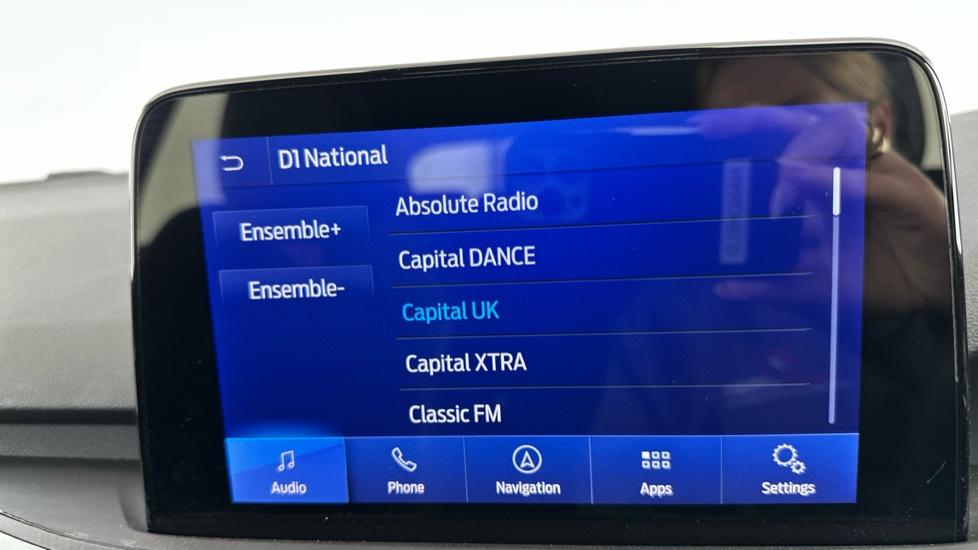 D1 National
Ensemble+
Ensemble-
Absolute Radio
Capital DANCE
Capital UK
Capital XTRA
Classic FM
Audio
Phone
Navigation
Apps
Settings